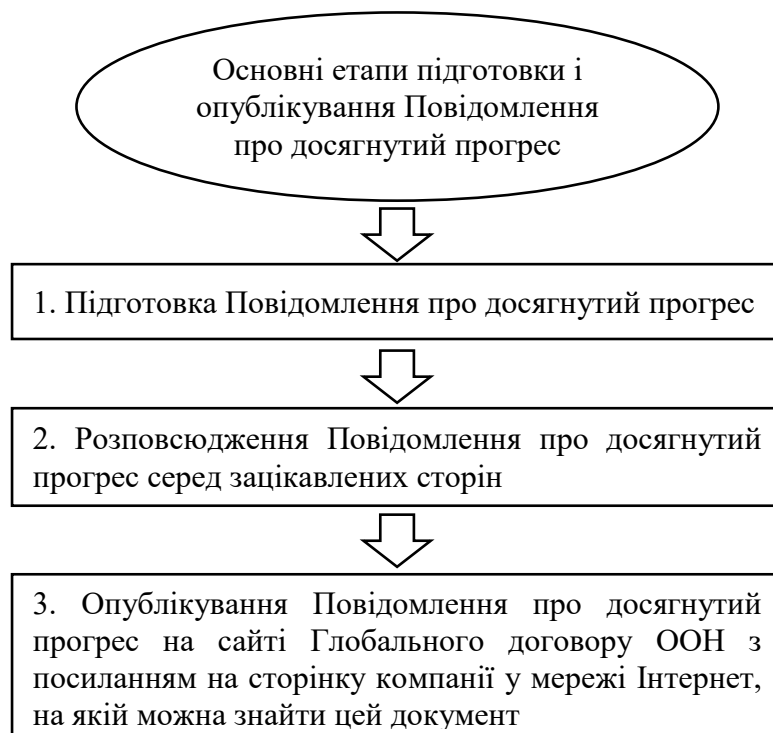 Основні етапи підготовки і
опублікування Повідомлення
про досягнутий прогрес
1. Підготовка Повідомлення про досягнутий прогрес
2. Розповсюдження Повідомлення про досягнутий
прогрес серед зацікавлених сторін
3. Опублікування Повідомлення про досягнутий
прогрес на сайті Глобального договору ООН з
посиланням на сторінку компанії у мережі Інтернет,
на якій можна знайти цей документ